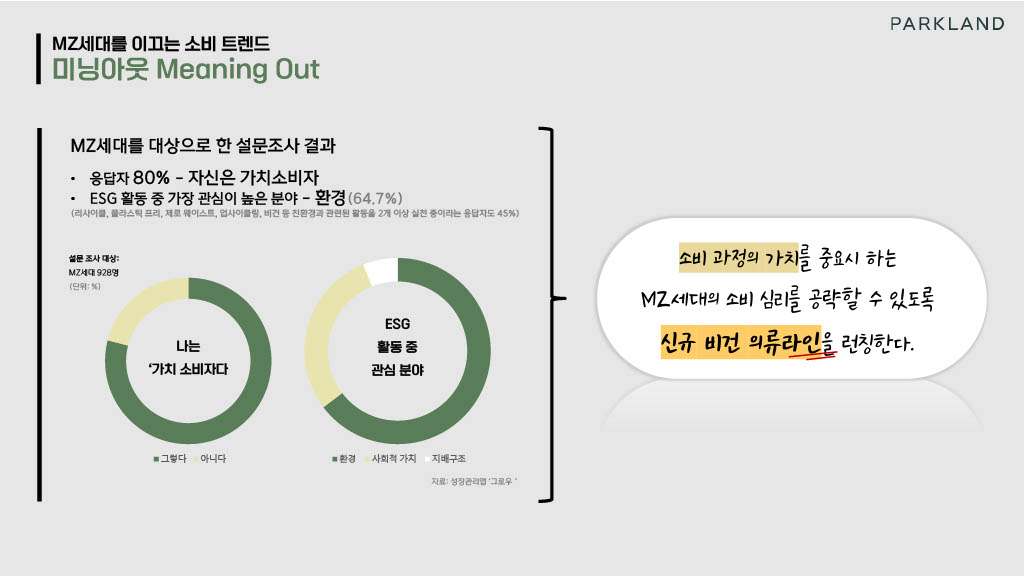 PARKLAND
MZ세대를 이끄는 소비 트렌드
미닝아웃 Meaning Out
MZ세대를 대상으로 한 설문조사 결과
• 응답자 80% - 자신은 가치소비자
• ESG 활동 중 가장 관심이 높은 분야 - 환경(64.7%)
(리사이클, 플라스틱 프리, 제로 웨이스트, 업사이클링, 비건 등 친환경과 관련된 활동을 2개 이상 실천 중이라는 응답자도 45%)
설문 조사 대상:
MZ세대 928명
(단위: %)
나는
‘가치 소비자다
그렇다 아니다
ESG
활동 중
관심 분야
환경 사회적 가치 지배구조
자료: 성장관리앱 ‘그로우 ‘
소비 과정의 가치를 중요시 하는
MZ세대의 소비 심리를 공략할 수 있도록
신규 비건 의류라인을 런칭한다.